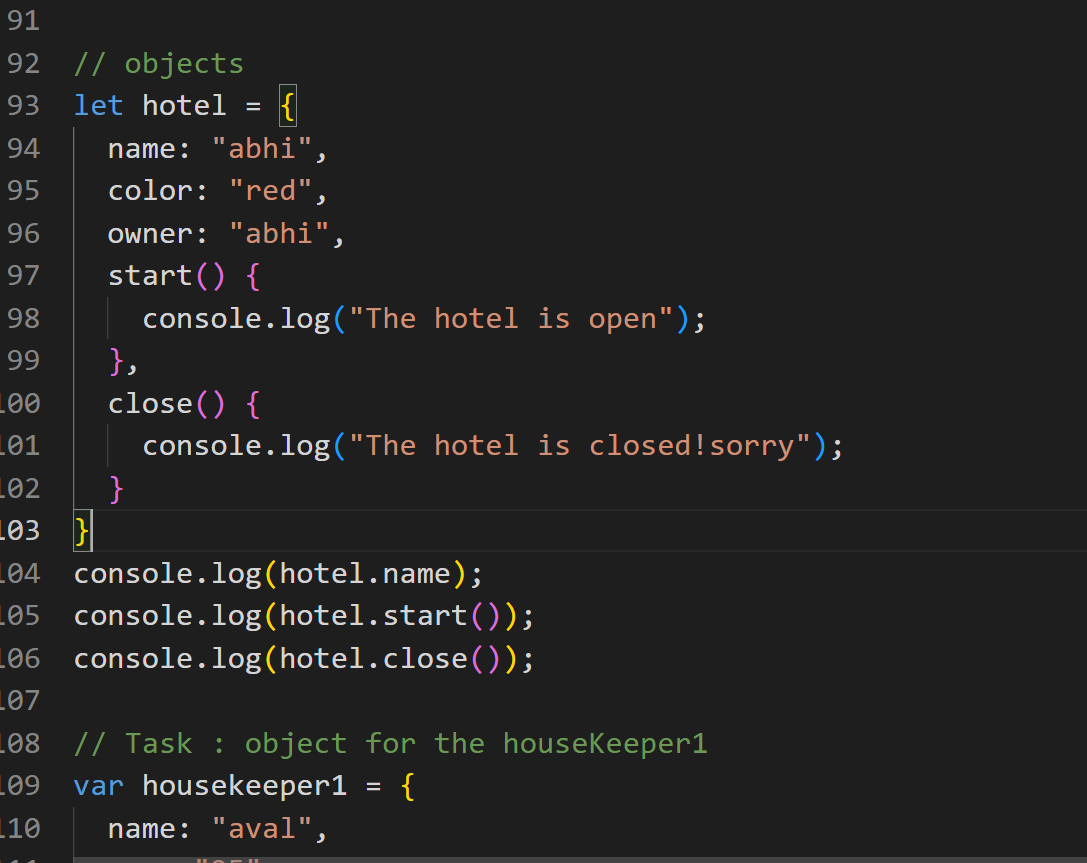 91
92 // objects
93 let hotel = {
94 name: "abhi",
95 color: "red",
96 owner: "abhi",
97 start() {
98 console.log("The hotel is open");
99 },
100 close() {
101 console.log("The hotel is closed!sorry");
102 }
103 }
104 console.log(hotel.name);
105 console.log(hotel.start());
106 console.log(hotel.close());
107
108 // Task : object for the houseKeeper1
109 var housekeeper1 = {
110 name: "aval",